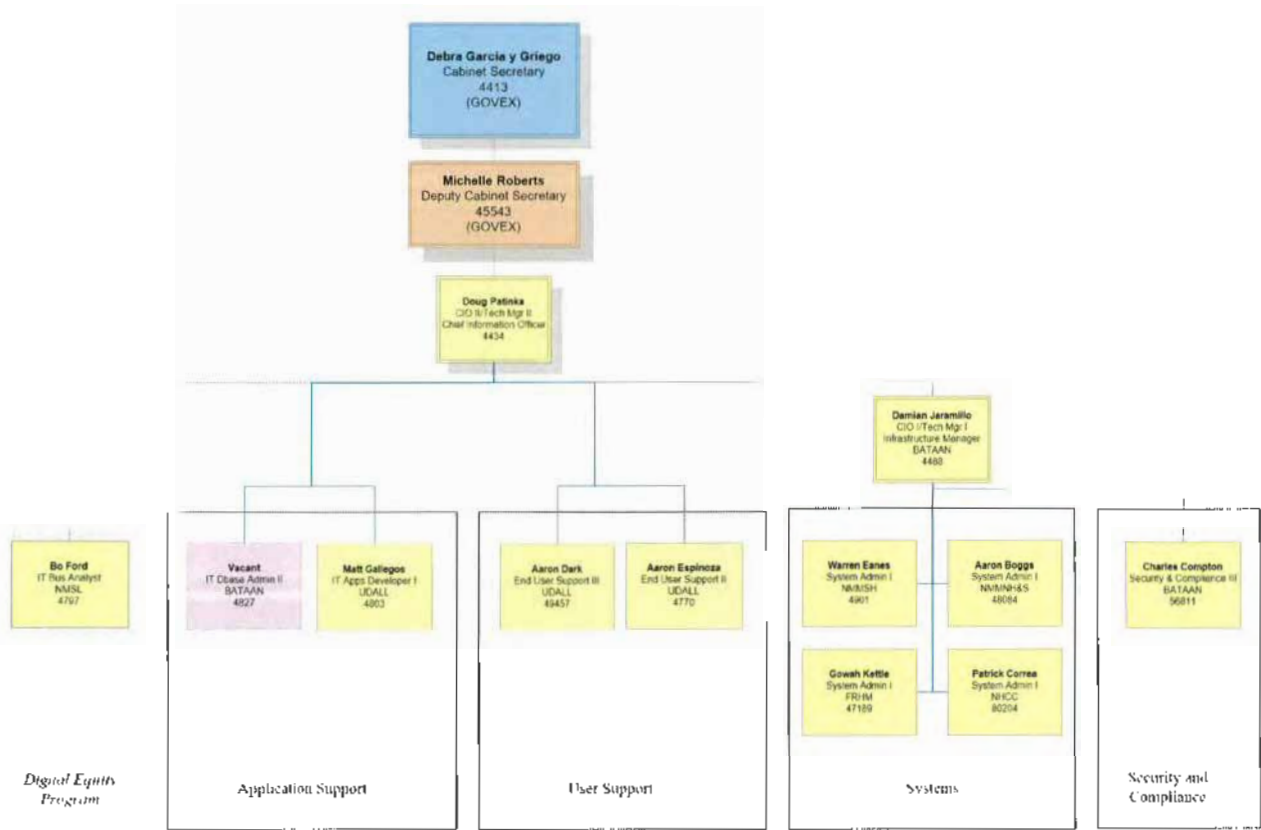 Debra Garcia y Griego
Cabinet Secretary
4413
(GOVEX)
Michelle Roberts
Deputy Cabinet Secretary
45543
(GOVEX)
Doug Patinka
CIO II/Tech Mgr II
Chief Information Officer
4434
Damian Jaramillo
CIO I/Tech Mgr I
Infrastructure Manager
BATAAN
4488
Bo Ford
IT Bus Analyst
NMSL
4797
Vacant
IT Dbase Admin II
BATAAN
4827
Matt Gallegos
IT Apps Developer I
UDALL
4803
Aaron Dark
End User Support III
UDALL
49457
Aaron Espinoza
End User Support II
UDALL
4770
Warren Eanes
System Admin I
NMMSH
4901
Aaron Boggs
System Admin I
NMMNH&S
48084
Charles Compton
Security & Compliance III
BATAAN
56811
Gowah Kettle
System Admin I
FRHM
47189
Patrick Correa
System Admin I
NHCC
80204
Digital Equity
Program
Application Support
User Support
Systems
Security and
Compliance